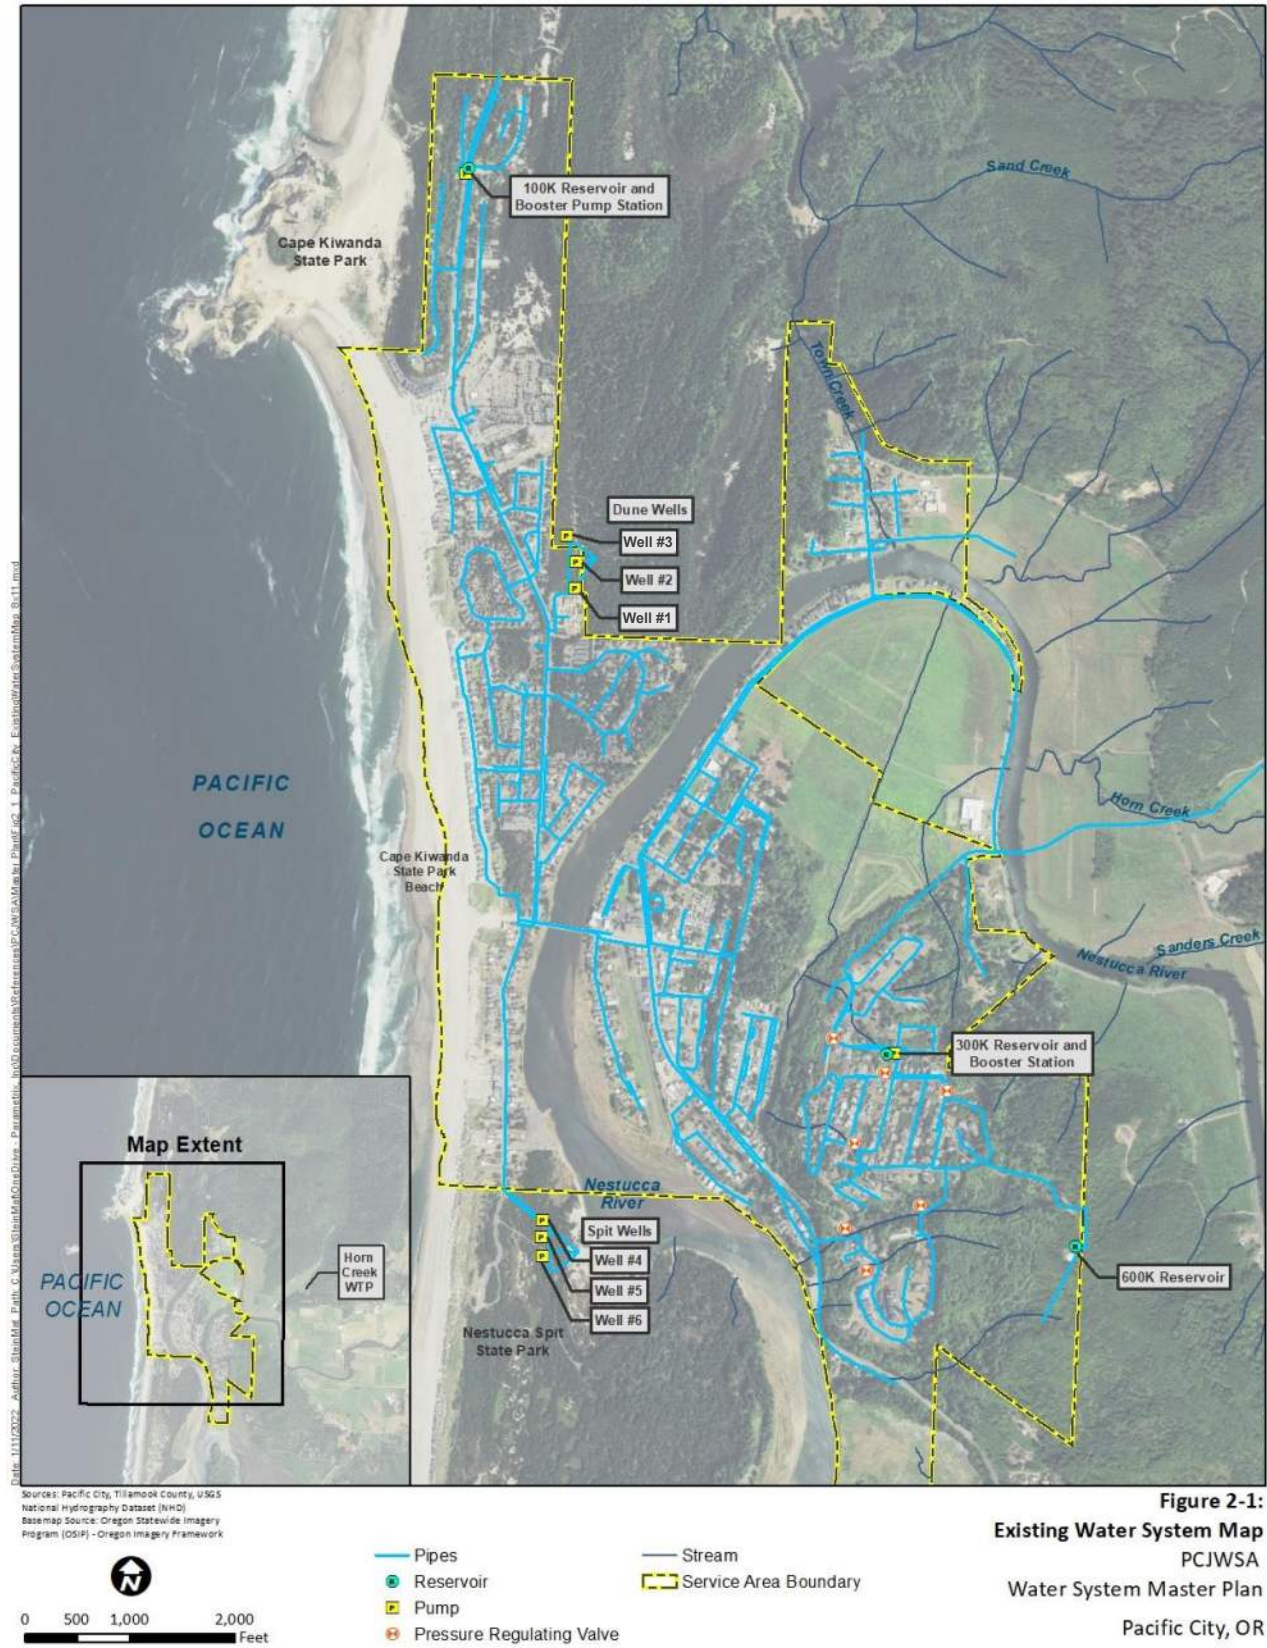 Sand Creek
100K Reservoir and
Booster Pump Station
Cape Kiwanda
State Park
Town Creek
Dune Wells
Well #3
Well #2
Well #1
PACIFIC
OCEAN
Horn Creek
Cape Kiwanda
State Park
Beach
Sanders Creek
Nestucca River
300K Reservoir and
Booster Station
Nestucca
River
Spit Wells
Well #4
Well #5
Well #6
600K Reservoir
Nestucca Spit
State Park
Map Extent
PACIFIC
OCEAN
Horn
Creek
WTP
Sources: Pacific City, Tillamook County, USGS
National Hydrography Dataset (NHD)
Basemap Source: Oregon Statewide Imagery
Program (OSIP) - Oregon Imagery Framework
N
0 500 1,000 2,000
Feet
Pipes
Reservoir
Pump
Pressure Regulating Valve
Stream
Service Area Boundary
Figure 2-1:
Existing Water System Map
PCJWSA
Water System Master Plan
Pacific City, OR
Date: 1/11/2022